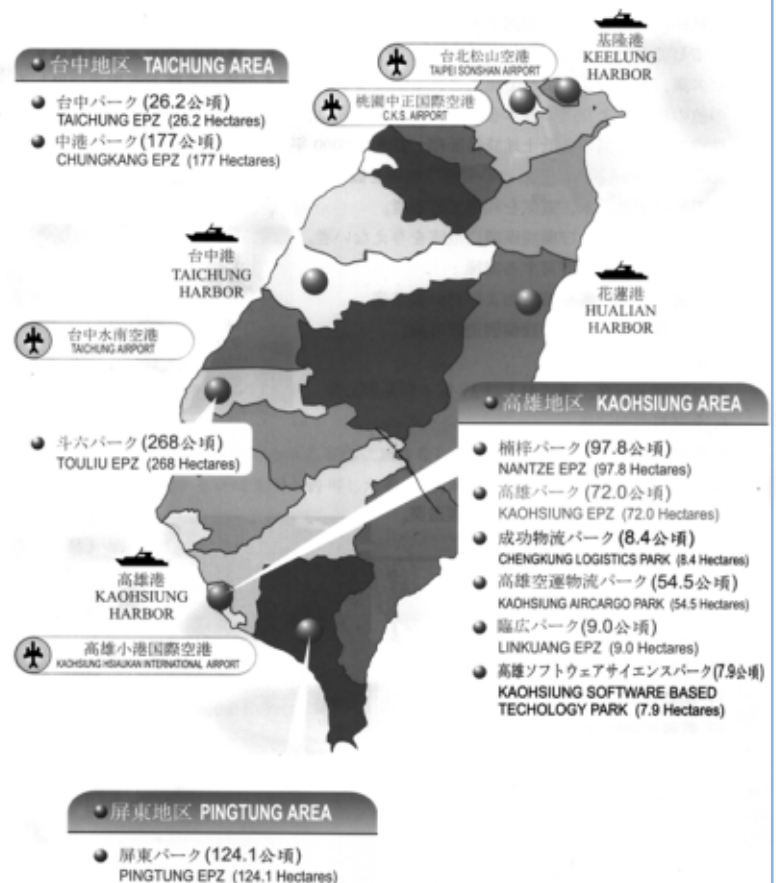 基隆港
KEELUNG
HARBOR
台北松山空港
TAIPEI SONSHAN AIRPORT
桃園中正国際空港
C.K.S. AIRPORT
台中地区 TAICHUNG AREA
台中パーク(26.2公頃)
TAICHUNG EPZ (26.2 Hectares)
中港パーク(177公頃)
CHUNGKANG EPZ (177 Hectares)
台中港
TAICHUNG
HARBOR
花蓮港
HUALIAN
HARBOR
台中水南空港
TAICHUNG AIRPORT
斗六パーク(268公頃)
TOULIU EPZ (268 Hectares)
高雄地区 KAOHSIUNG AREA
楠梓パーク(97.8公頃)
NANTZE EPZ (97.8 Hectares)
高雄パーク(72.0公頃)
KAOHSIUNG EPZ (72.0 Hectares)
成功物流パーク(8.4公頃)
CHENGKUNG LOGISTICS PARK (8.4 Hectares)
高雄空運物流パーク(54.5公頃)
KAOHSIUNG AIRCARGO PARK (54.5 Hectares)
臨広パーク(9.0公頃)
LINKUANG EPZ (9.0 Hectares)
高雄ソフトウェアサイエンスパーク(7.9公頃)
KAOHSIUNG SOFTWARE BASED
TECHOLOGY PARK (7.9 Hectares)
高雄港
KAOHSIUNG
HARBOR
高雄小港国際空港
KAOHSIUNG HSIAUKAN INTERNATIONAL AIRPORT
屏東地区 PINGTUNG AREA
屏東パーク(124.1公頃)
PINGTUNG EPZ (124.1 Hectares)